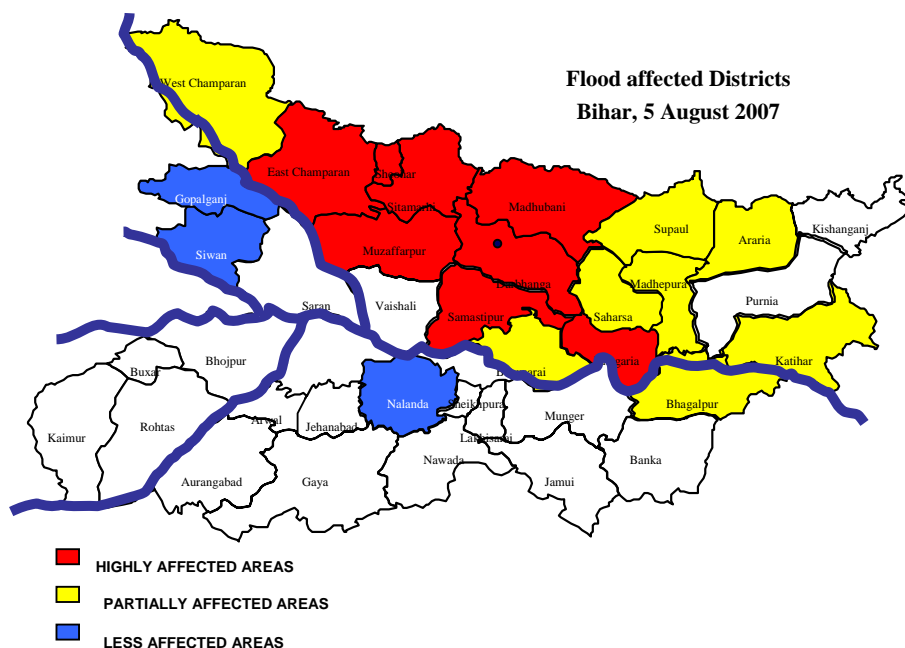 Flood affected Districts
Bihar, 5 August 2007
West Champaran
East Champaran
Sheohar
Gopalganj
Sitamarhi
Madhubani
Supaul
Araria
Kishanganj
Siwan
Muzaffarpur
Darbhanga
Madhepura
Purnia
Saran
Vaishali
Samastipur
Saharsa
Buxar
Bhojpur
Katihar
Nalanda
Sheikhpura
Munger
Bhagalpur
Kaimur
Rohtas
Arwal
Jehanabad
Lakhisarai
Aurangabad
Gaya
Nawada
Jamui
Banka
HIGHLY AFFECTED AREAS
PARTIALLY AFFECTED AREAS
LESS AFFECTED AREAS